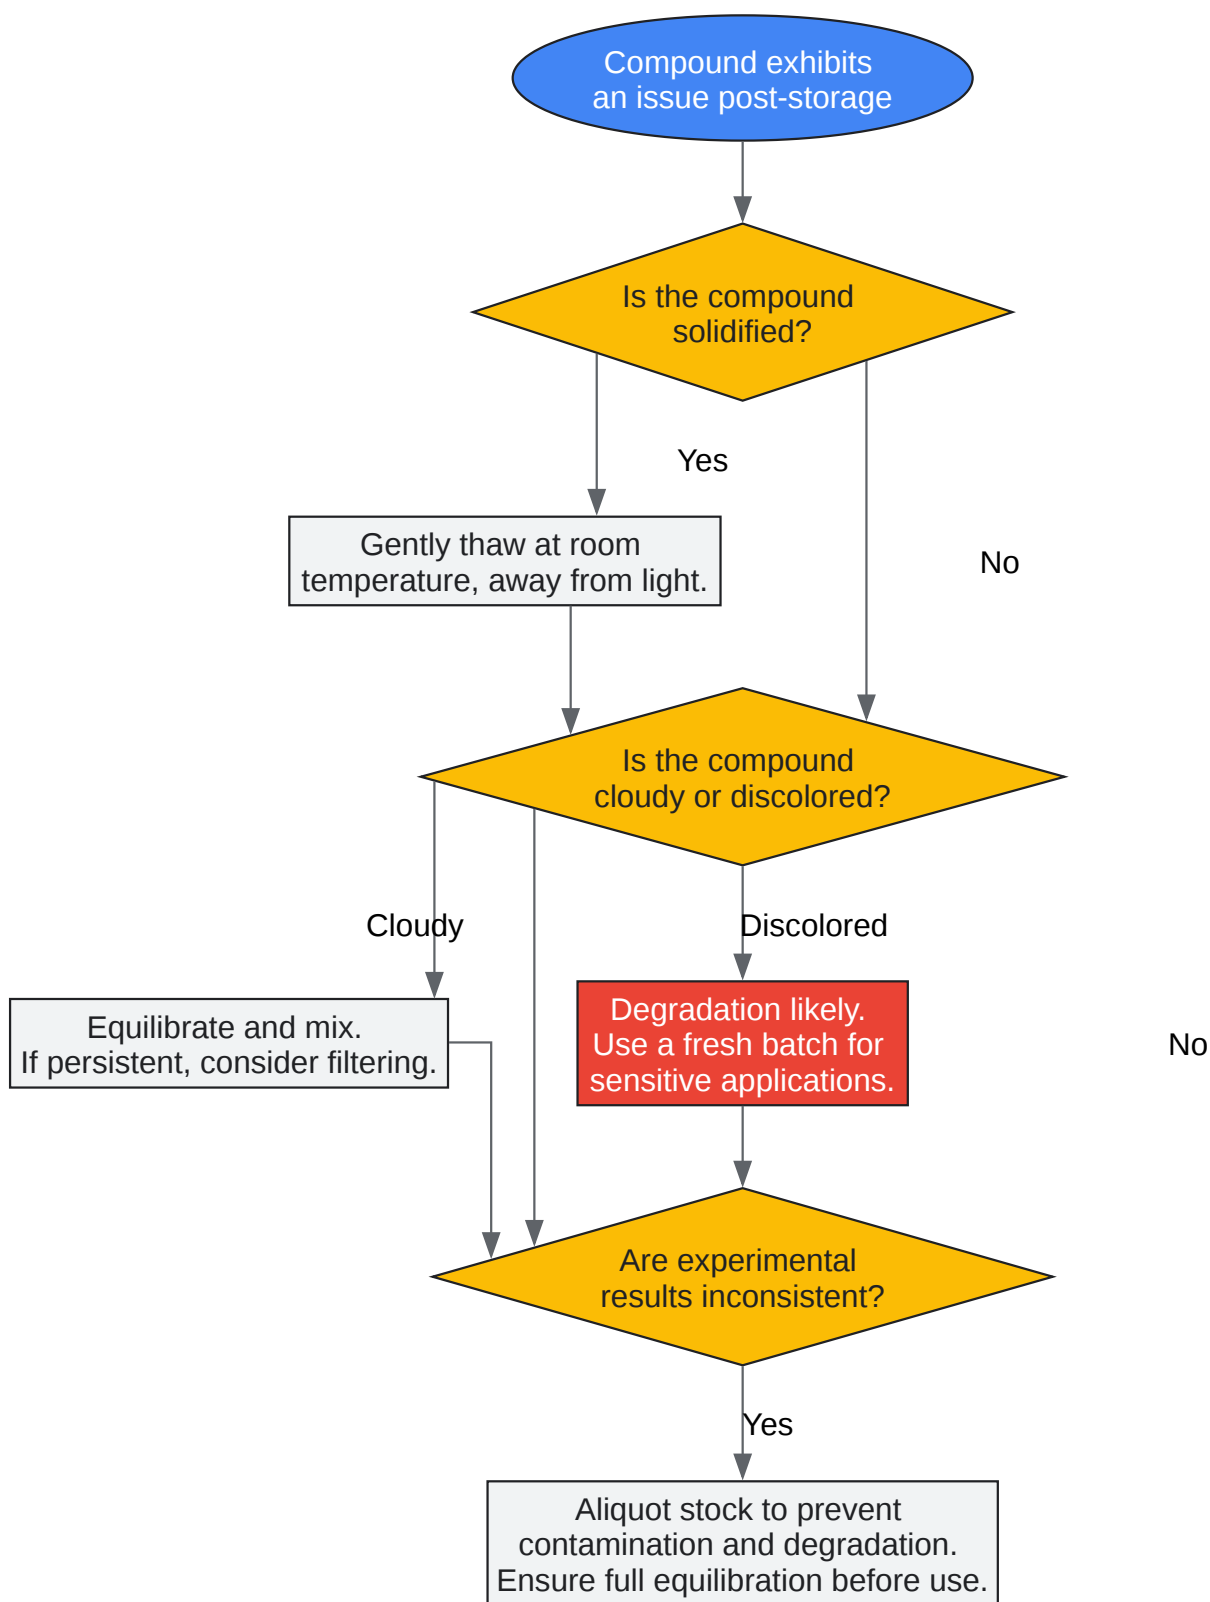 Compound exhibits
an issue post-storage
Is the compound
solidified?
Yes
Gently thaw at room
temperature, away from light.
No
Is the compound
cloudy or discolored?
Cloudy
Discolored
Equilibrate and mix.
If persistent, consider filtering.
Degradation likely.
Use a fresh batch for
sensitive applications.
No
Are experimental
results inconsistent?
Yes
Aliquot stock to prevent
contamination and degradation.
Ensure full equilibration before use.